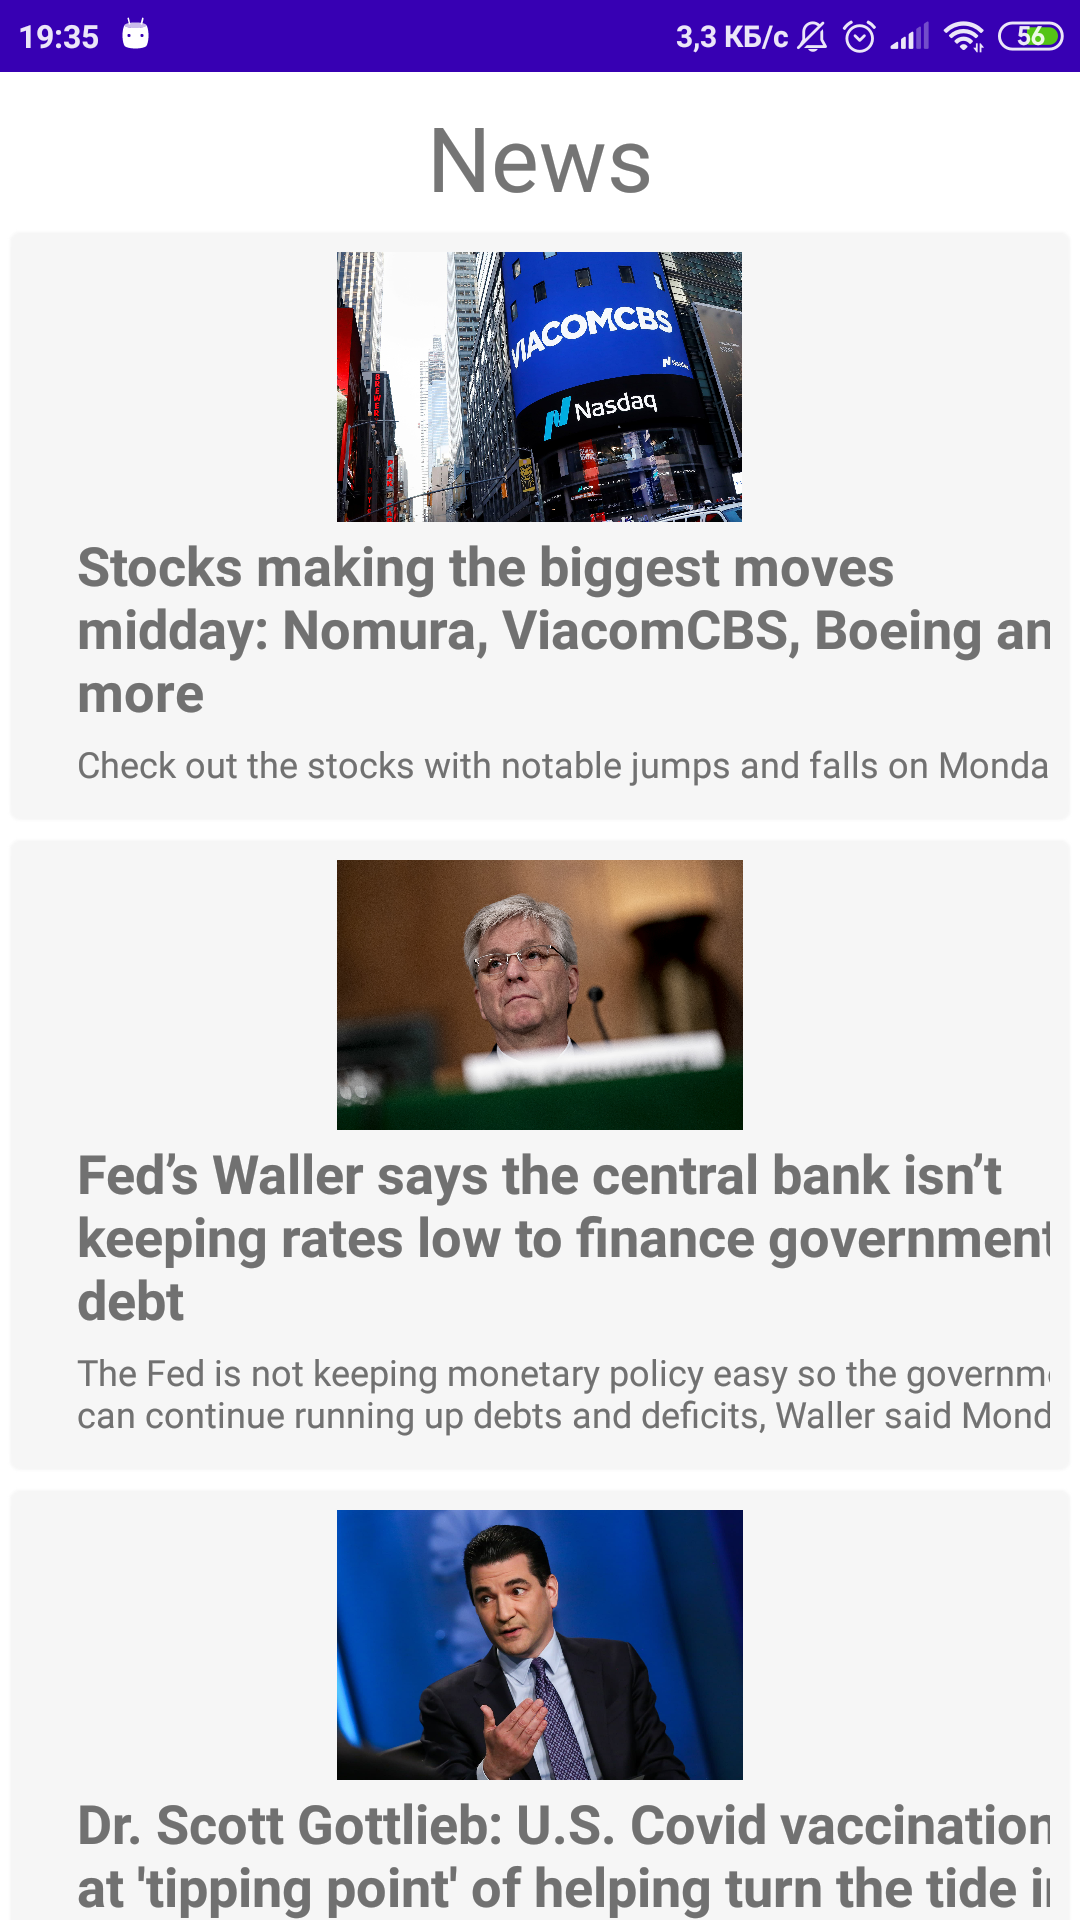 19:35 3,3 КБ/с 56
News
VIACOMCBS
Nasdaq
Stocks making the biggest moves
midday: Nomura, ViacomCBS, Boeing an
more
Check out the stocks with notable jumps and falls on Monda
Fed’s Waller says the central bank isn’t
keeping rates low to finance government
debt
The Fed is not keeping monetary policy easy so the governm
can continue running up debts and deficits, Waller said Mond
Dr. Scott Gottlieb: U.S. Covid vaccination
at 'tipping point' of helping turn the tide i